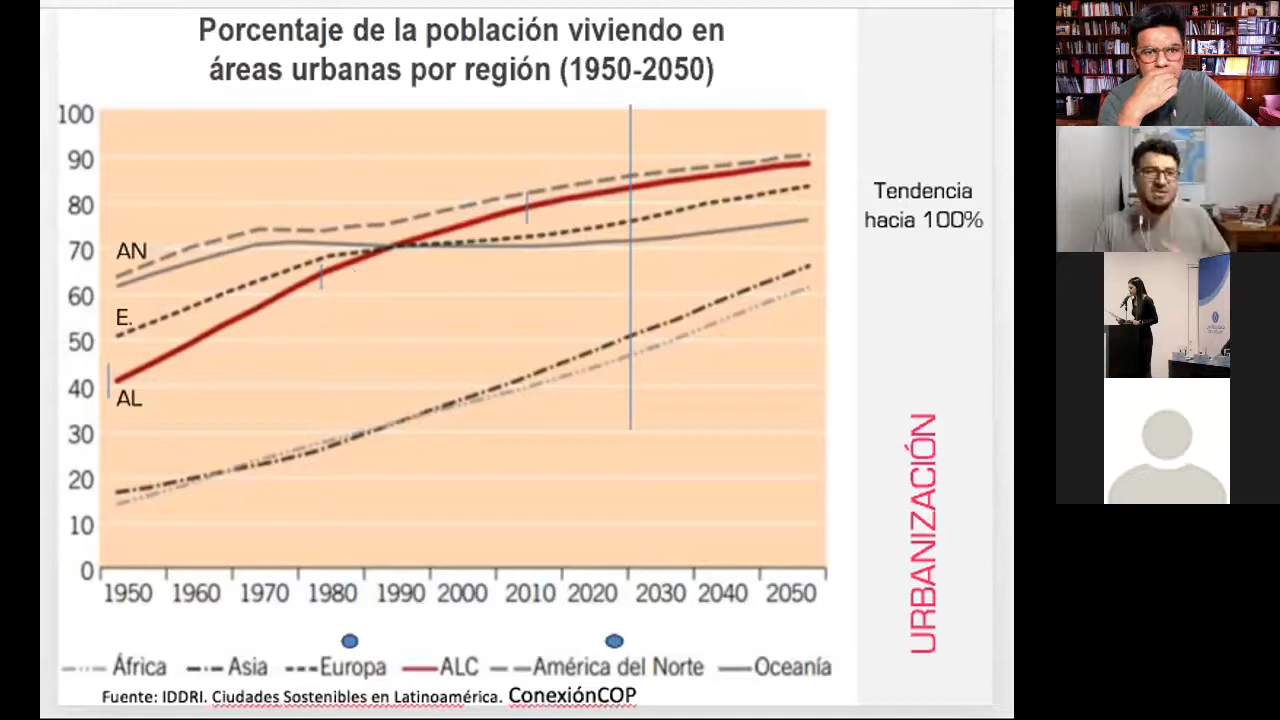 Porcentaje de la población viviendo en
áreas urbanas por región (1950-2050)
100
90
80
70
60
50
40
30
20
10
0
AN
E.
AL
1950 1960 1970 1980 1990 2000 2010 2020 2030 2040 2050
África Asia Europa ALC América del Norte Oceanía
Fuente: IDDRI. Ciudades Sostenibles en Latinoamérica. ConexiónCOP
Tendencia
hacia 100%
URBANIZACIÓN